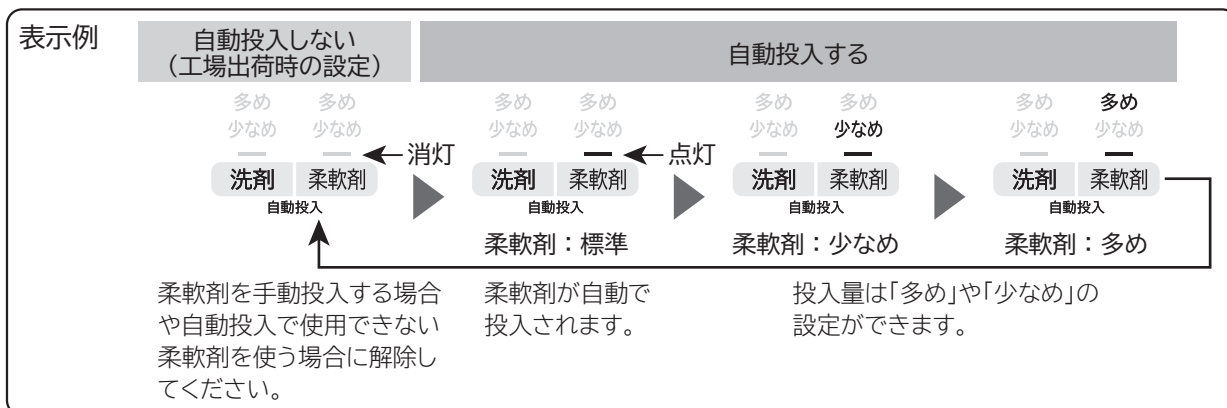 表示例
自動投入しない
(工場出荷時の設定)
自動投入する
多め 多め
少なめ 少なめ
消灯
洗剤 柔軟剤
自動投入
多め 多め
少なめ 少なめ
点灯
洗剤 柔軟剤
自動投入
柔軟剤：標準
多め 多め
少なめ 少なめ
洗剤 柔軟剤
自動投入
柔軟剤：少なめ
多め 多め
少なめ 少なめ
洗剤 柔軟剤
自動投入
柔軟剤：多め
柔軟剤を手動投入する場合
や自動投入で使用できない
柔軟剤を使う場合に解除し
てください。
柔軟剤が自動で
投入されます。
投入量は「多め」や「少なめ」の
設定ができます。